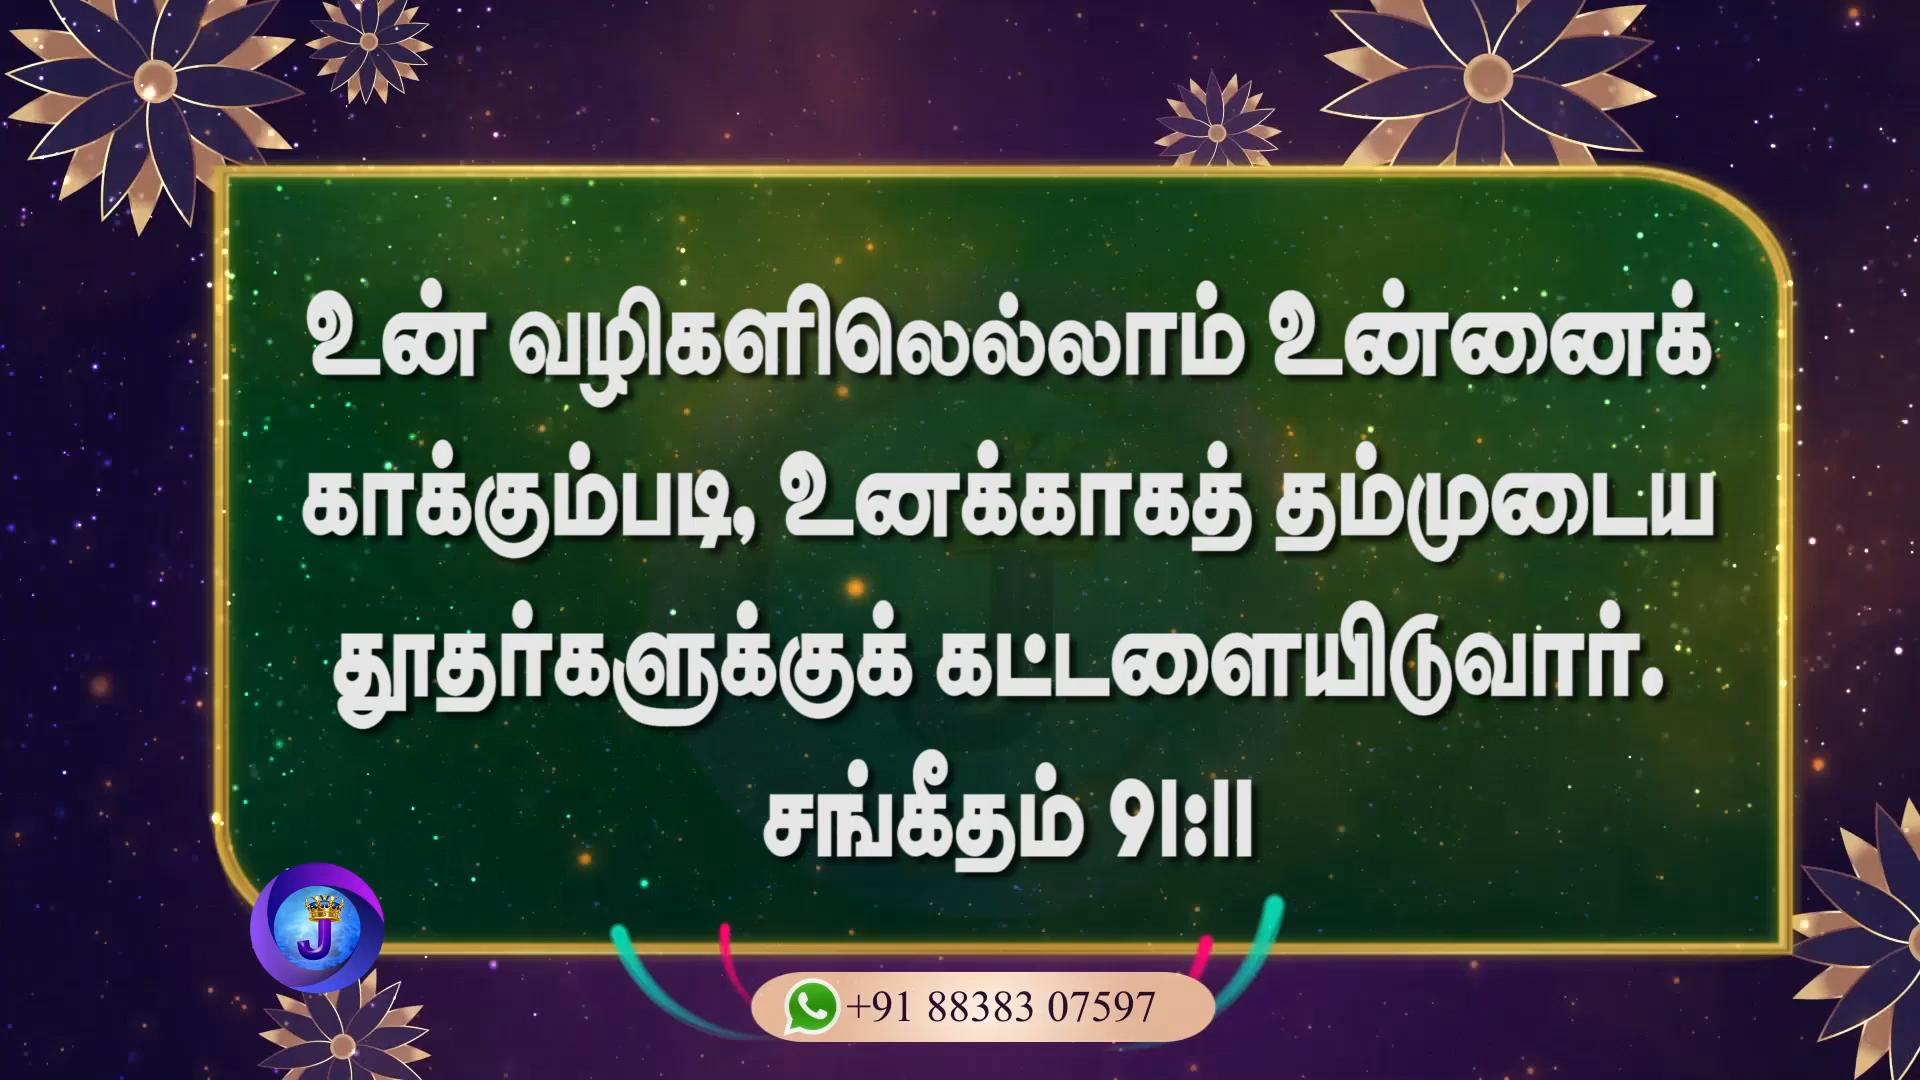 உன் வழிகளிலெல்லாம் உன்னைக்
காக்கும்படி, உனக்காகத் தம்முடைய
தூதர்களுக்குக் கட்டளையிடுவார்.
சங்கீதம் 91:11
J
+91 88383 07597